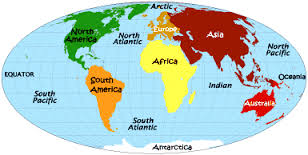 Arctic
North
America
North
Atlantic
Europe
Asia
North
Pacific
Africa
EQUATOR
South
America
Indian
Oceania
South
Pacific
Australia
South
Atlantic
Antarctica